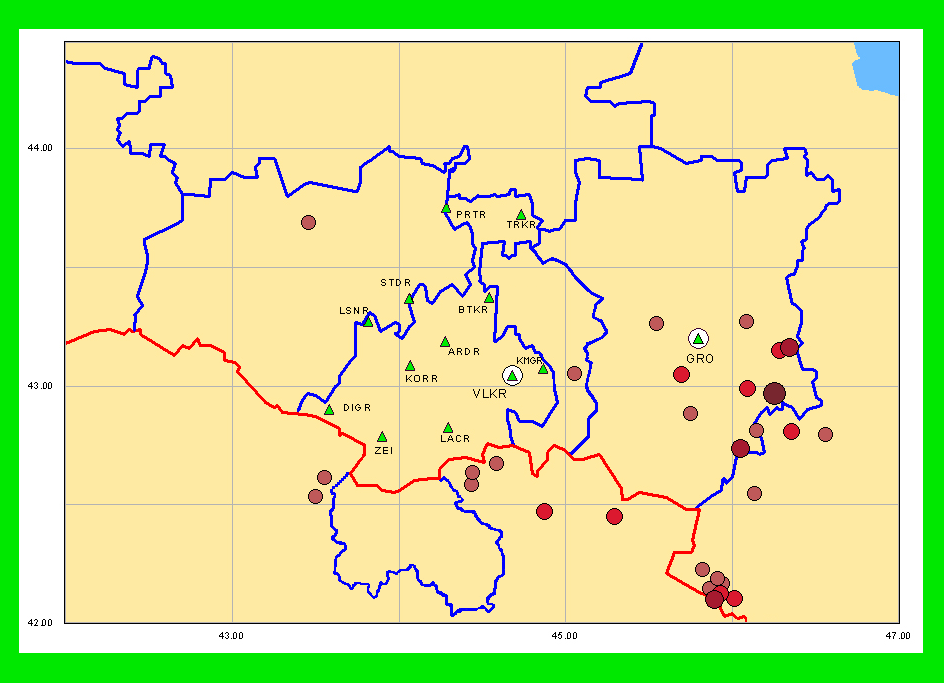 44.00
PRTR
TRKR
STDR
BTKR
LSNR
ARDR
KMGR
GRO
KORR
43.00
VLKR
DIGR
LACR
ZEI
42.00
43.00
45.00
47.00